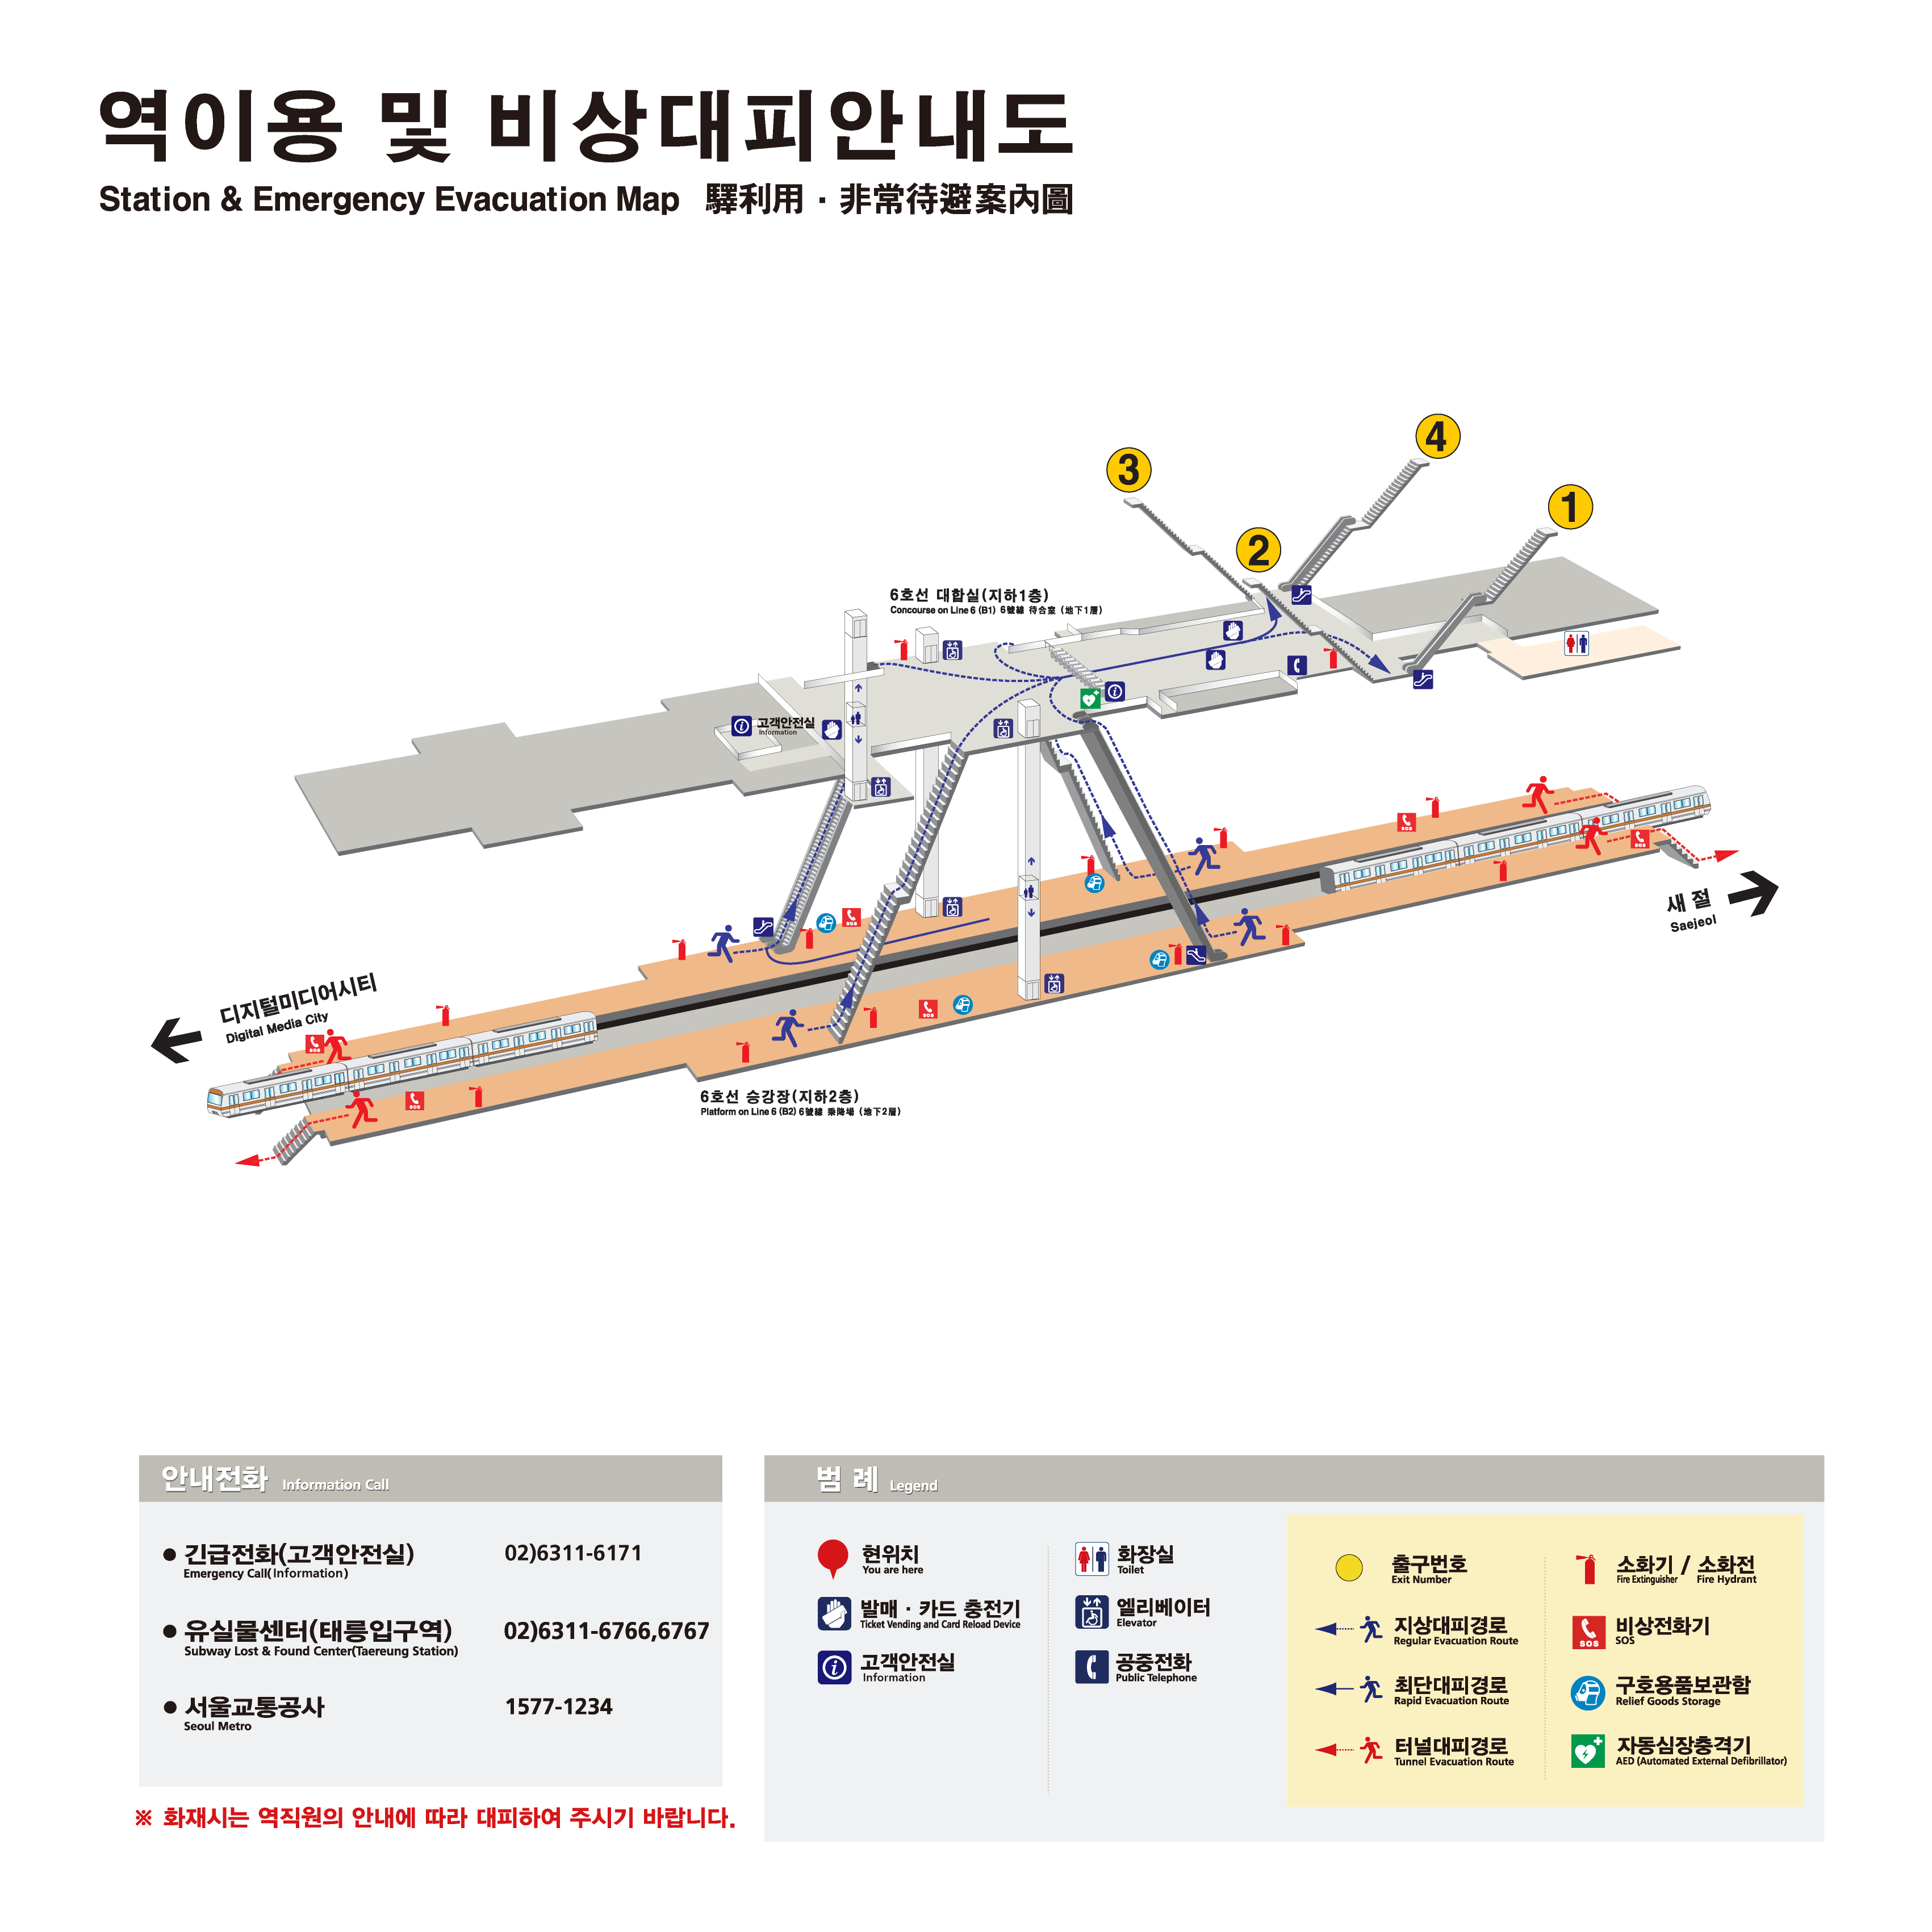 역이용 및 비상대피안내도
Station & Emergency Evacuation Map 驛利用 · 非常待避案內圖
4
3
1
2
6호선 대합실(지하1층)
Concourse on Line 6 (B1) 6號線 待合室 (地下1層)
고객안전실
Information
새 절
Saejeol
디지털미디어시티
Digital Media City
SOS
SOS
SOS
SOS
SOS
SOS
6호선 승강장(지하2층)
Platform on Line 6 (B2) 6號線 乘降場 (地下2層)
안내전화 Information Call
긴급전화(고객안전실) 02)6311-6171
Emergency Call(Information)
유실물센터(태릉입구역) 02)6311-6766,6767
Subway Lost & Found Center(Taereung Station)
서울교통공사 1577-1234
Seoul Metro
※ 화재시는 역직원의 안내에 따라 대피하여 주시기 바랍니다.
범 례 Legend
현위치
You are here
발매 · 카드 충전기
Ticket Vending and Card Reload Device
고객안전실
Information
화장실
Toilet
엘리베이터
Elevator
공중전화
Public Telephone
출구번호
Exit Number
지상대피경로
Regular Evacuation Route
최단대피경로
Rapid Evacuation Route
터널대피경로
Tunnel Evacuation Route
소화기 / 소화전
Fire Extinguisher Fire Hydrant
SOS
비상전화기
SOS
구호용품보관함
Relief Goods Storage
자동심장충격기
AED (Automated External Defibrillator)